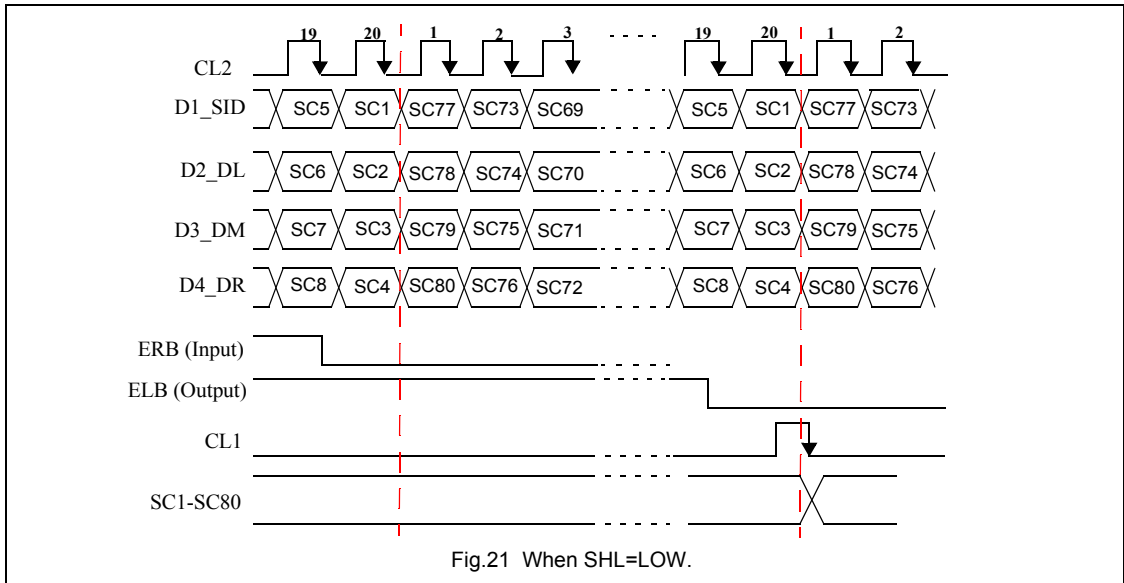 19 20 1 2 3 19 20 1 2
CL2
D1_SID SC5 SC1 SC77 SC73 SC69 SC5 SC1 SC77 SC73
D2_DL SC6 SC2 SC78 SC74 SC70 SC6 SC2 SC78 SC74
D3_DM SC7 SC3 SC79 SC75 SC71 SC7 SC3 SC79 SC75
D4_DR SC8 SC4 SC80 SC76 SC72 SC8 SC4 SC80 SC76
ERB (Input)
ELB (Output)
CL1
SC1-SC80
Fig.21 When SHL=LOW.